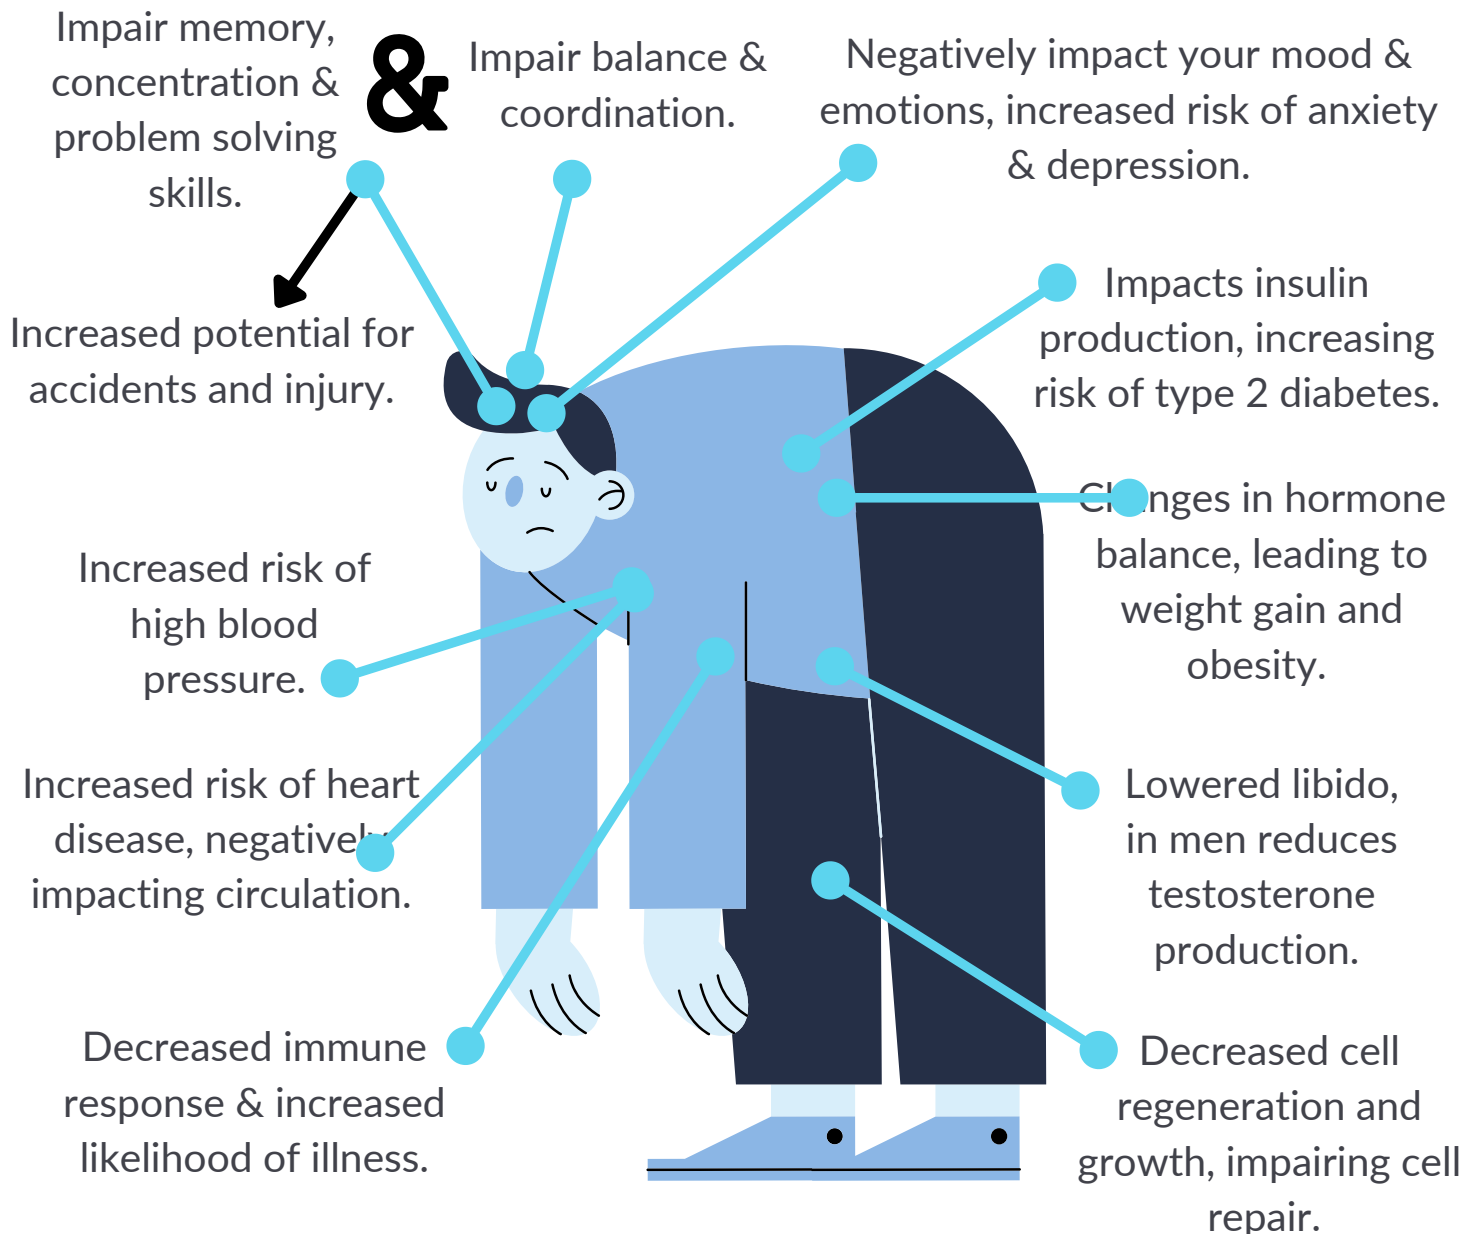 Impair memory,
concentration &
problem solving
skills.
&
Impair balance &
coordination.
Negatively impact your mood &
emotions, increased risk of anxiety
& depression.
Increased potential for
accidents and injury.
Impacts insulin
production, increasing
risk of type 2 diabetes.
Changes in hormone
balance, leading to
weight gain and
obesity.
Increased risk of
high blood
pressure.
Increased risk of heart
disease, negatively
impacting circulation.
Lowered libido,
in men reduces
testosterone
production.
Decreased immune
response & increased
likelihood of illness.
Decreased cell
regeneration and
growth, impairing cell
repair.